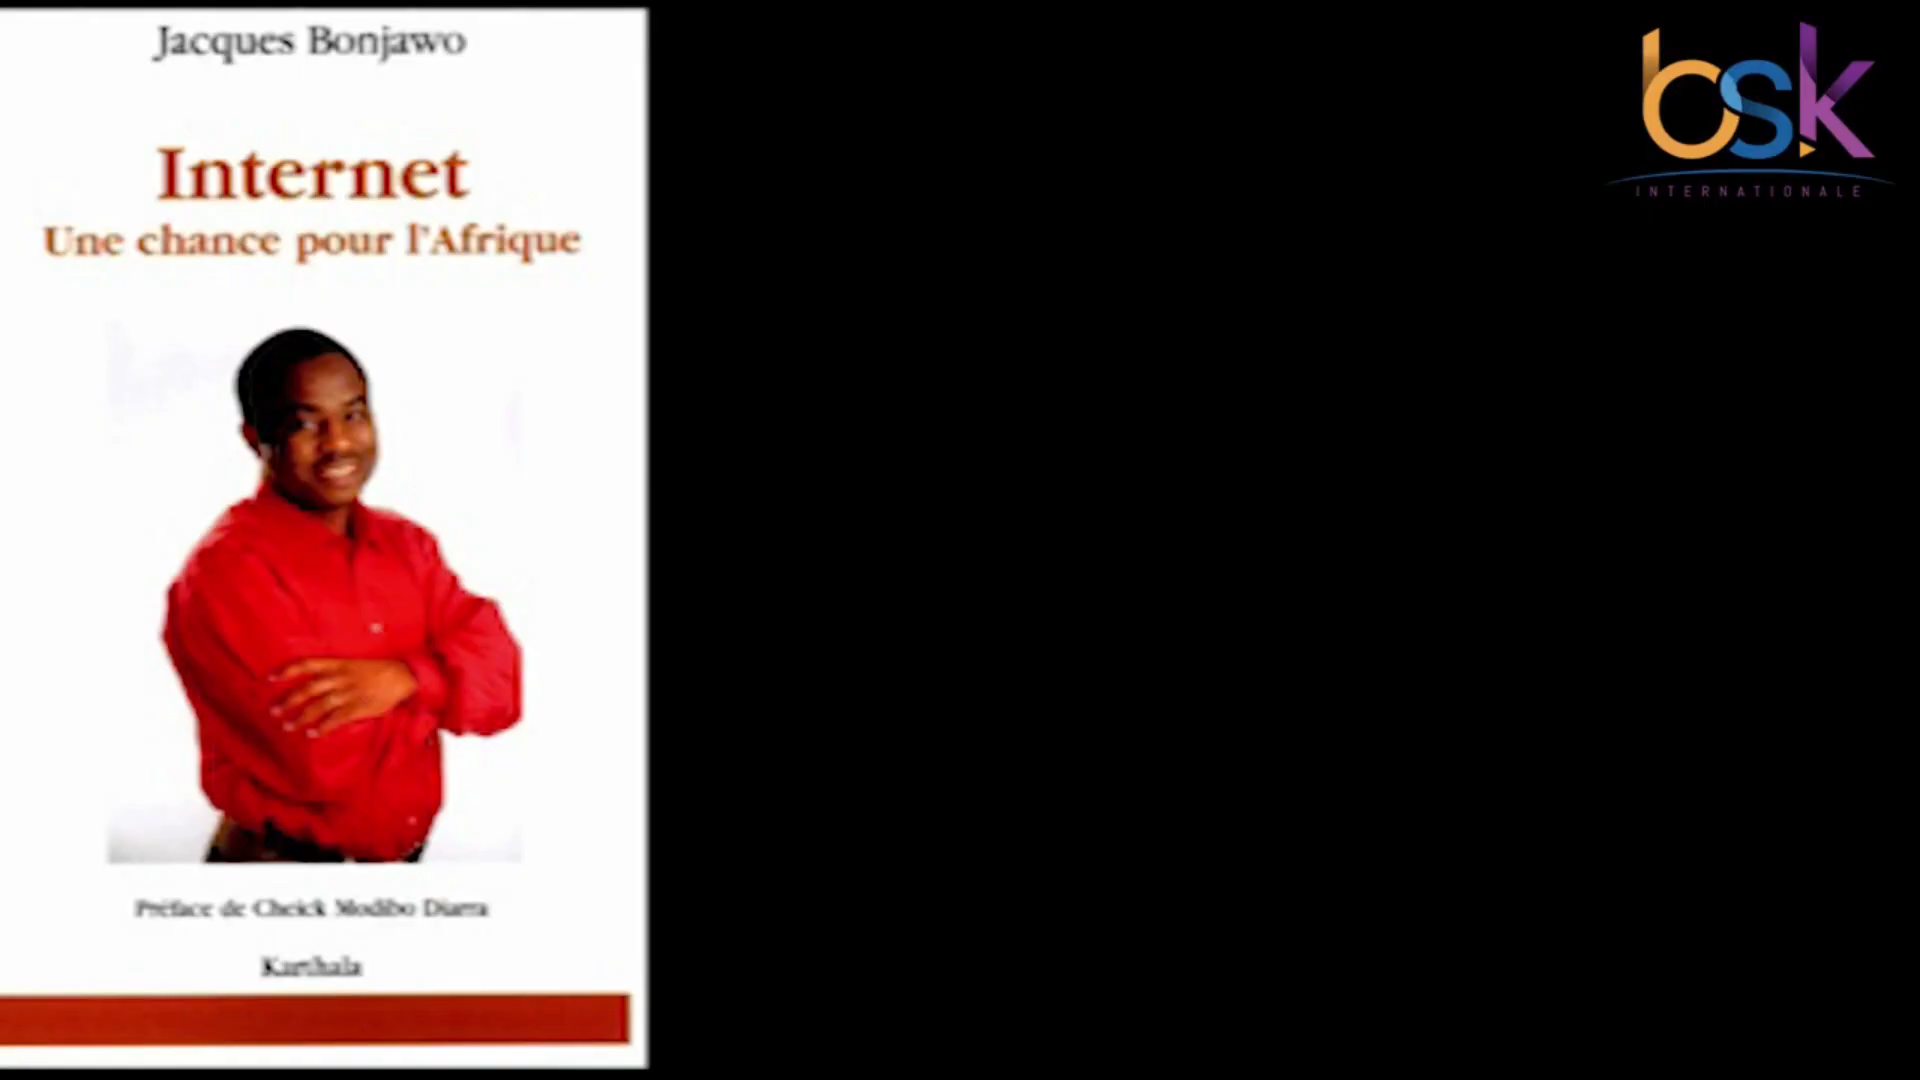 Jacques Bonjawo
Internet
Une chance pour l'Afrique
Préface de Cheick Modibo Diarra
Karthala
bsk
INTERNATIONALE